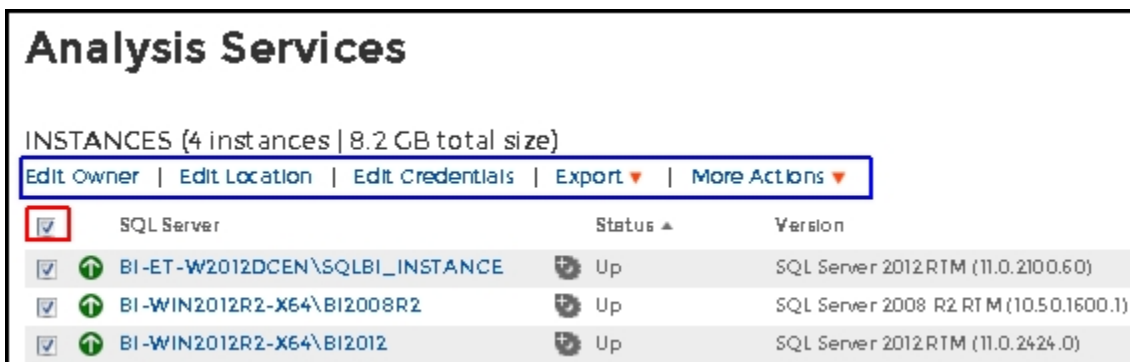 Analysis Services
INSTANCES (4 instances | 8.2 GB total size)
Edit Owner | Edit Location | Edit Credentials | Export | More Actions
SQL Server Status Version
BI-ET-W2012DCEN\SQLBI_INSTANCE Up SQL Server 2012 RTM (11.0.2100.60)
BI-WIN2012R2-X64\BI2008R2 Up SQL Server 2008 R2 RTM (10.50.1600.1)
BI-WIN2012R2-X64\BI2012 Up SQL Server 2012 RTM (11.0.2424.0)